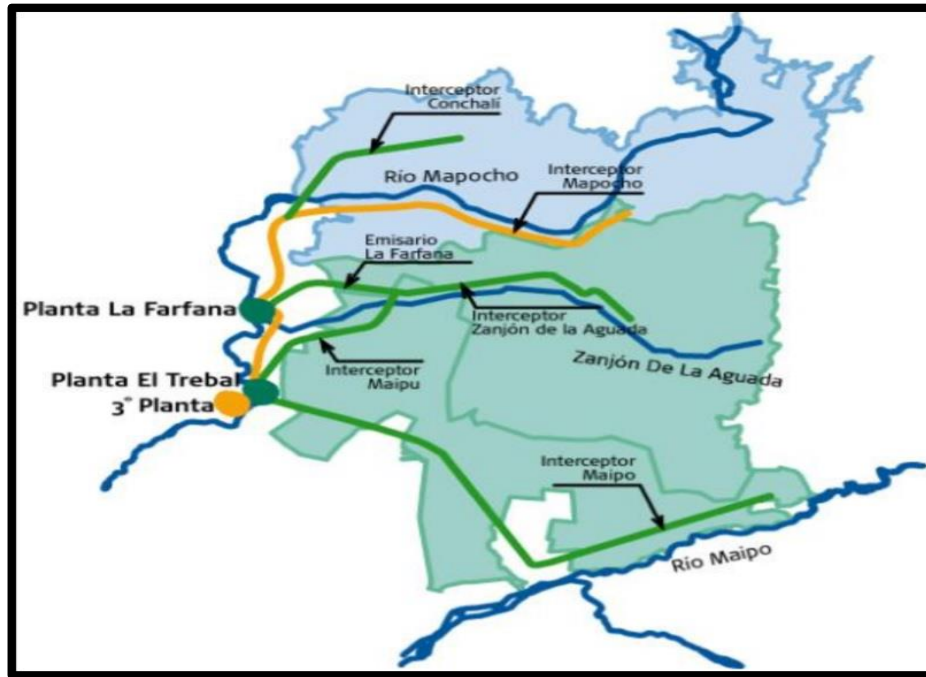 Interceptor
Conchalí
Río Mapocho
Interceptor
Mapocho
Emisario
La Farfana
Planta La Farfana
Interceptor
Zanjón de la Aguada
Zanjón De La Aguada
Interceptor
Maipu
Planta El Trebal
3° Planta
Interceptor
Maipo
Río Maipo